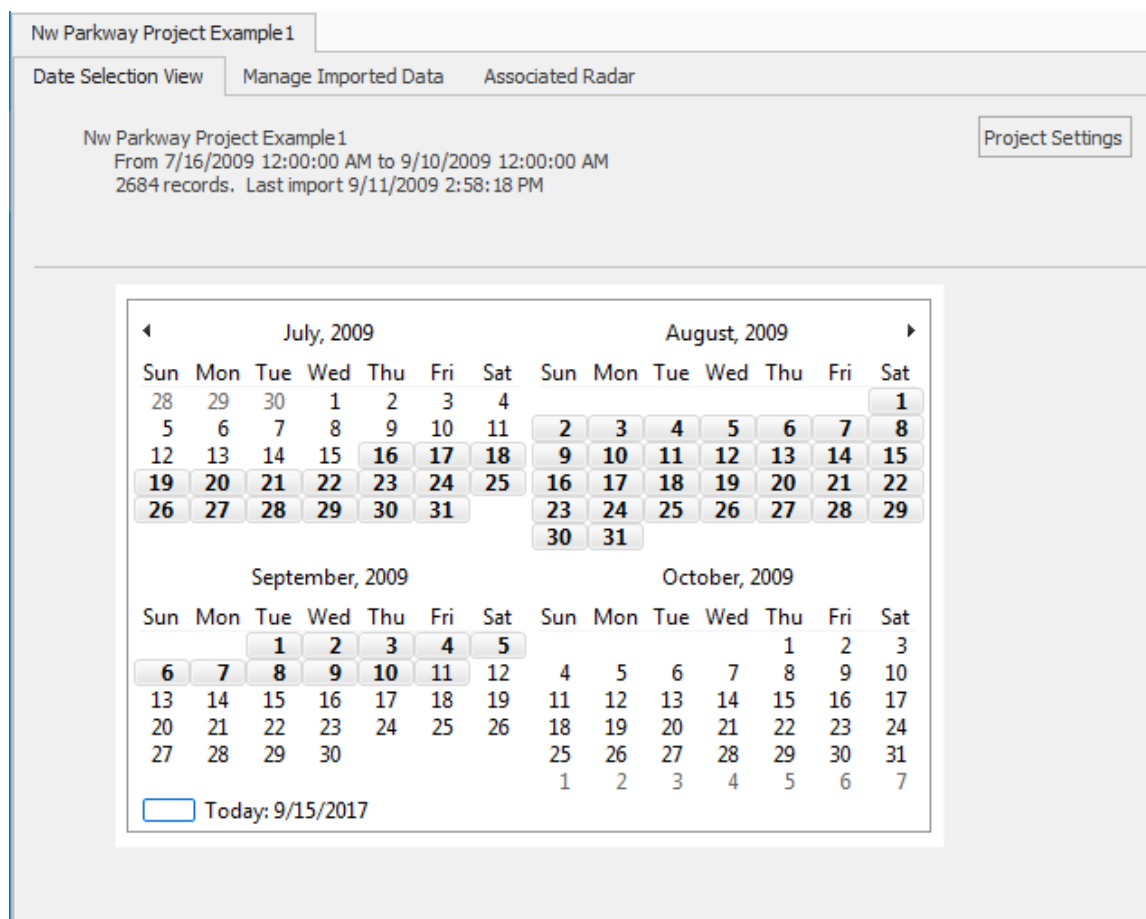 Nw Parkway Project Example1
Date Selection View Manage Imported Data Associated Radar
Nw Parkway Project Example1
Project Settings
From 7/16/2009 12:00:00 AM to 9/10/2009 12:00:00 AM
2684 records. Last import 9/11/2009 2:58:18 PM
July, 2009
Sun Mon Tue Wed Thu Fri Sat
28 29 30 1 2 3 4
5 6 7 8 9 10 11
12 13 14 15 16 17 18
19 20 21 22 23 24 25
26 27 28 29 30 31
August, 2009
Sun Mon Tue Wed Thu Fri Sat
1
2 3 4 5 6 7 8
9 10 11 12 13 14 15
16 17 18 19 20 21 22
23 24 25 26 27 28 29
30 31
September, 2009
Sun Mon Tue Wed Thu Fri Sat
1 2 3 4 5
6 7 8 9 10 11 12
13 14 15 16 17 18 19
20 21 22 23 24 25 26
27 28 29 30
October, 2009
Sun Mon Tue Wed Thu Fri Sat
1 2 3
4 5 6 7 8 9 10
11 12 13 14 15 16 17
18 19 20 21 22 23 24
25 26 27 28 29 30 31
1 2 3 4 5 6 7
Today: 9/15/2017